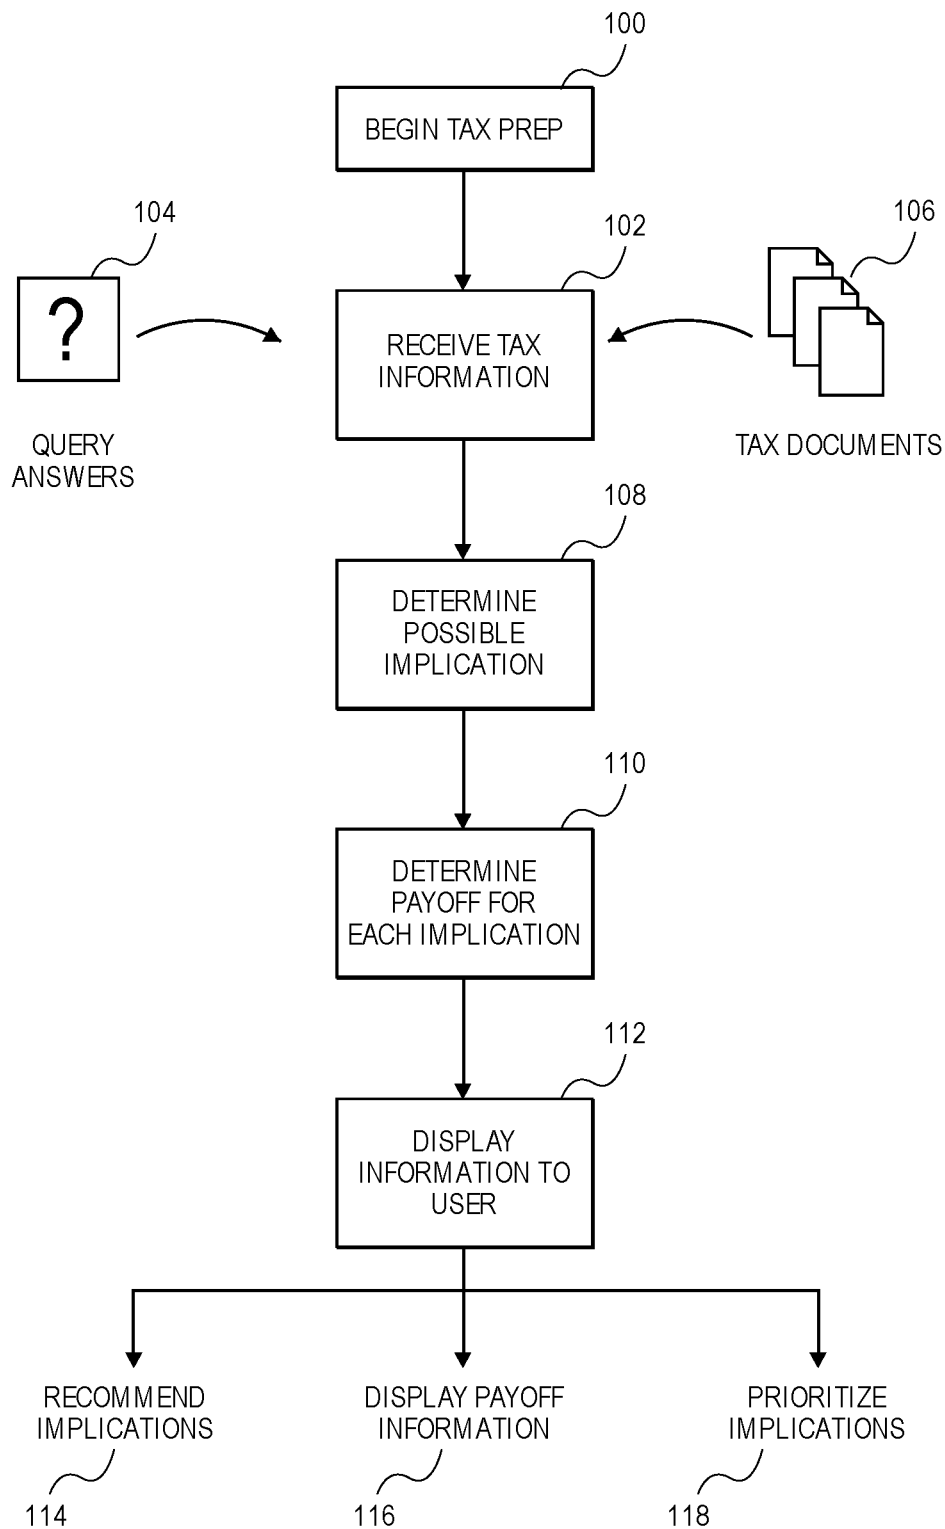 100
BEGIN TAX PREP
104
102
106
?
RECEIVE TAX
INFORMATION
QUERY
ANSWERS
TAX DOCUMENTS
108
DETERMINE
POSSIBLE
IMPLICATION
110
DETERMINE
PAYOFF FOR
EACH IMPLICATION
112
DISPLAY
INFORMATION TO
USER
RECOMMEND
IMPLICATIONS
DISPLAY PAYOFF
INFORMATION
PRIORITIZE
IMPLICATIONS
114
116
118